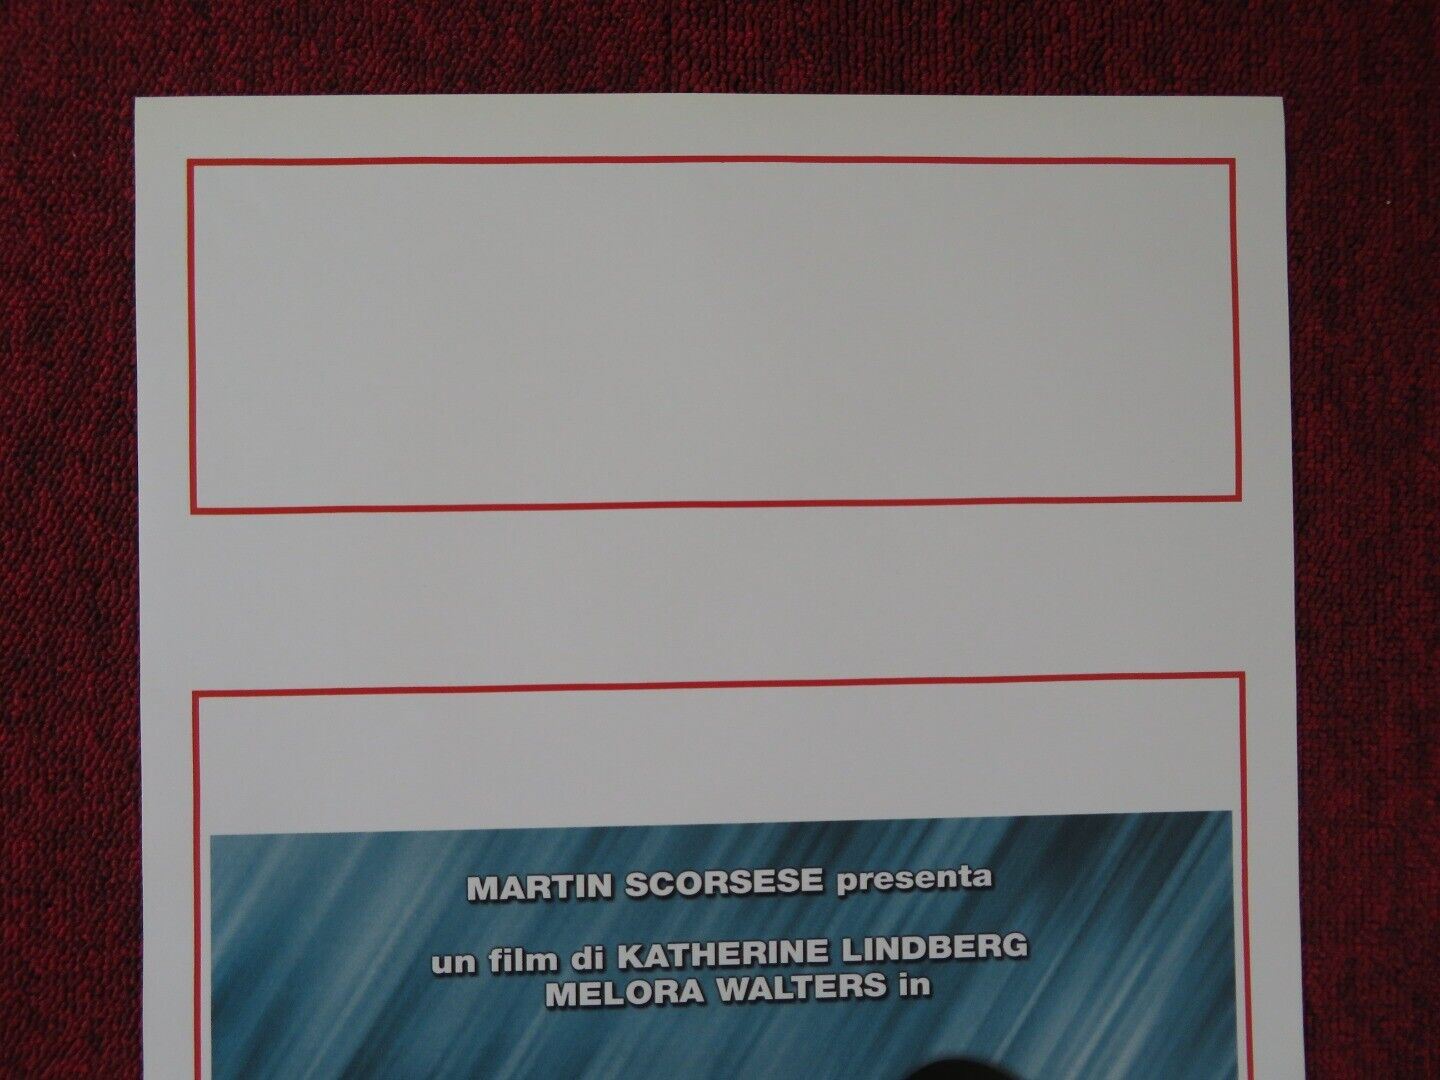 MARTIN SCORSESE presenta
un film di KATHERINE LINDBERG
MELORA WALTERS in